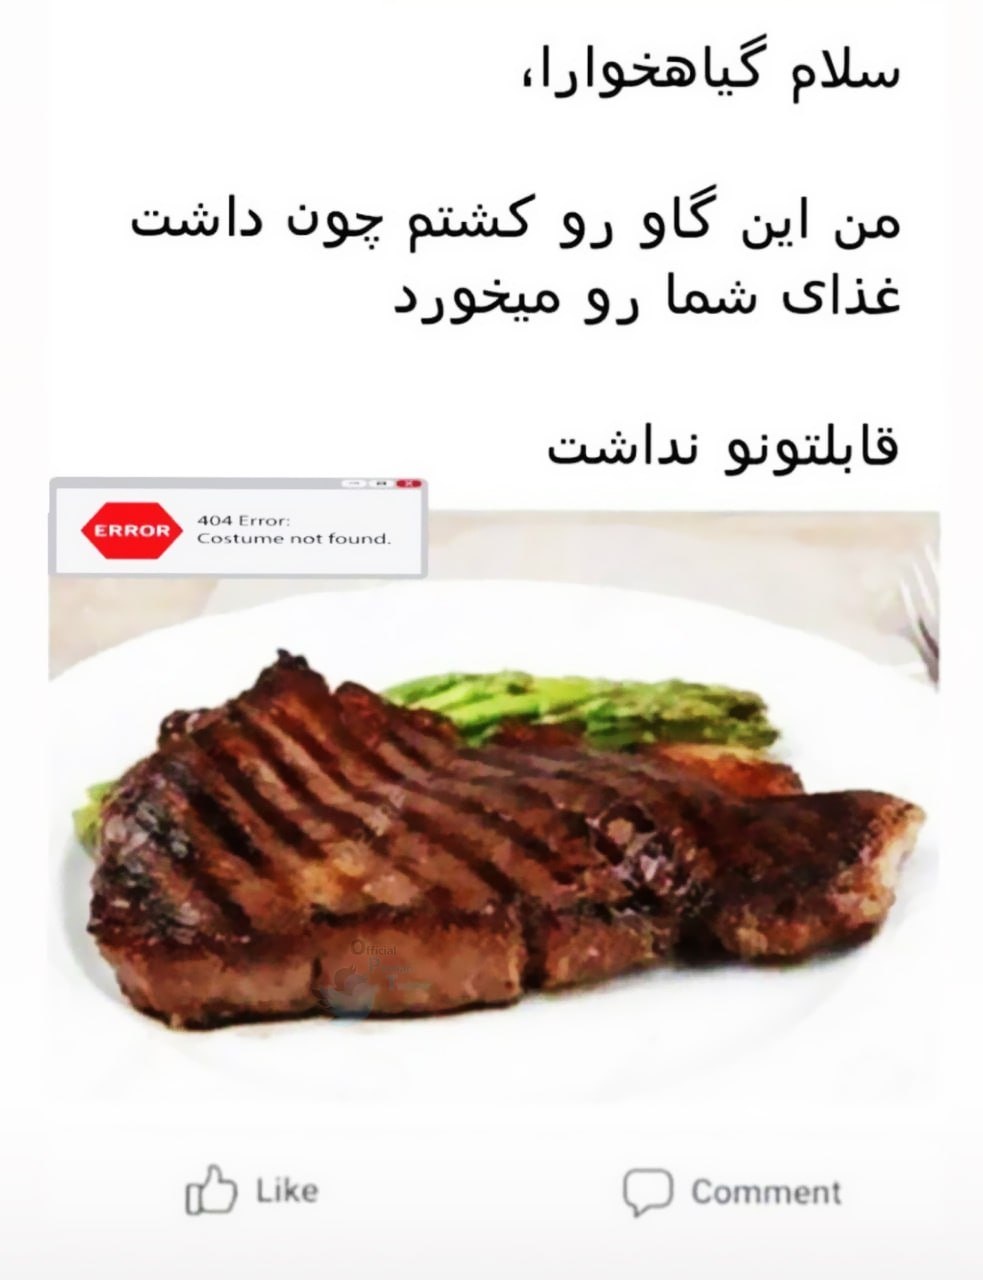 سلام گیاهخوارا،
من این گاو رو کشتم چون داشت
غذای شما رو میخورد
قابلتونو نداشت
ERROR
404 Error:
Costume not found.
Official
Like
Comment